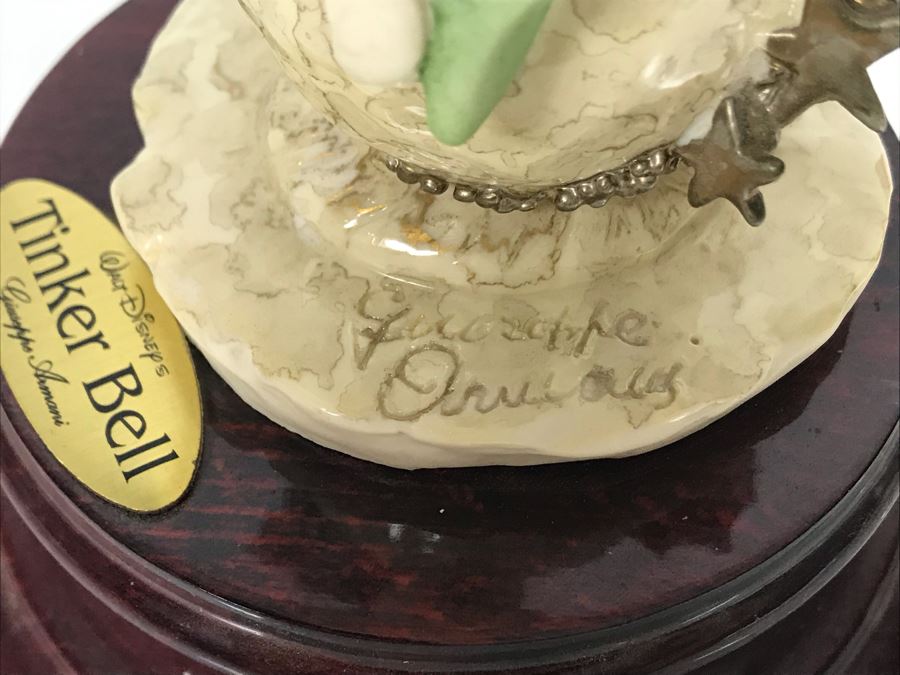 Walt Disney's
Tinker Bell
Giuseppe Armani
Giuseppe
Armani